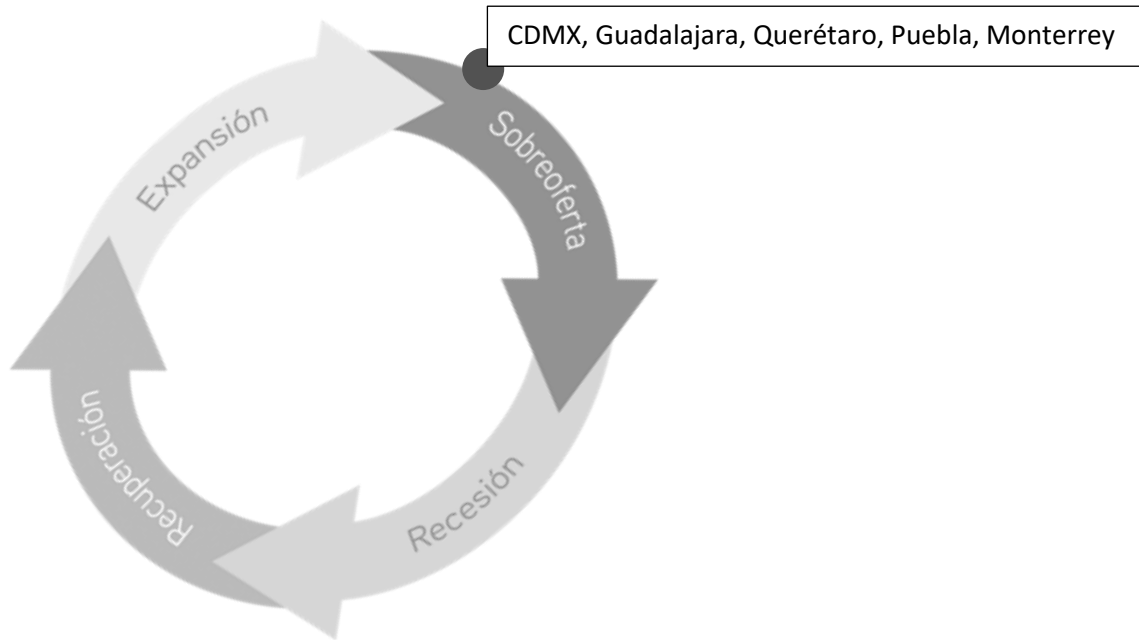 CDMX, Guadalajara, Querétaro, Puebla, Monterrey
Expansión
Sobreoferta
Recuperación
Recesión